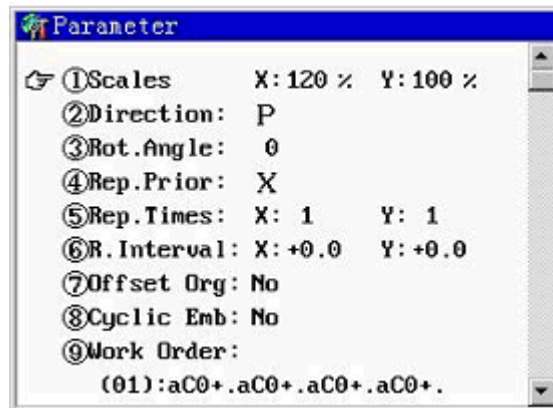 Parameter
①Scales X:120 % Y:100 %
②Direction: P
③Rot.Angle: 0
④Rep.Prior: X
⑤Rep.Times: X: 1 Y: 1
⑥R.Interval: X:+0.0 Y:+0.0
⑦Offset Org: No
⑧Cyclic Emb: No
⑨Work Order:
(01):aC0+.aC0+.aC0+.aC0+.